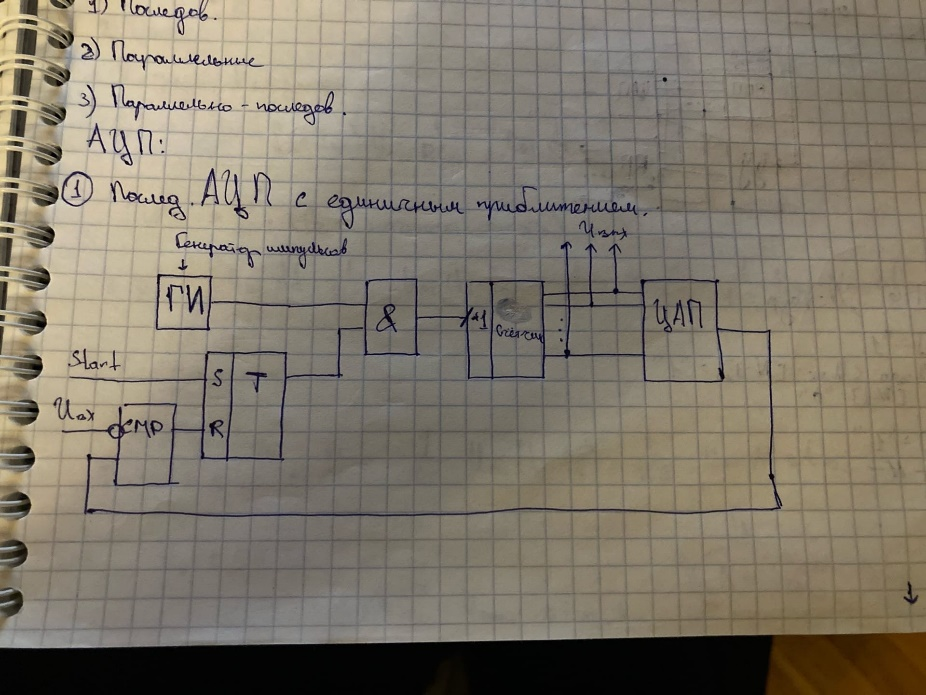 1) Последов.
2) Параллельные
3) Параллельно - последов.
АЦП:
① Послед. АЦП с единичным приближением.
Uвых
Генератор импульсов
↓
ГИ
&
+1 Счётчик
ЦАП
Start
S T
Uвх
CMP R